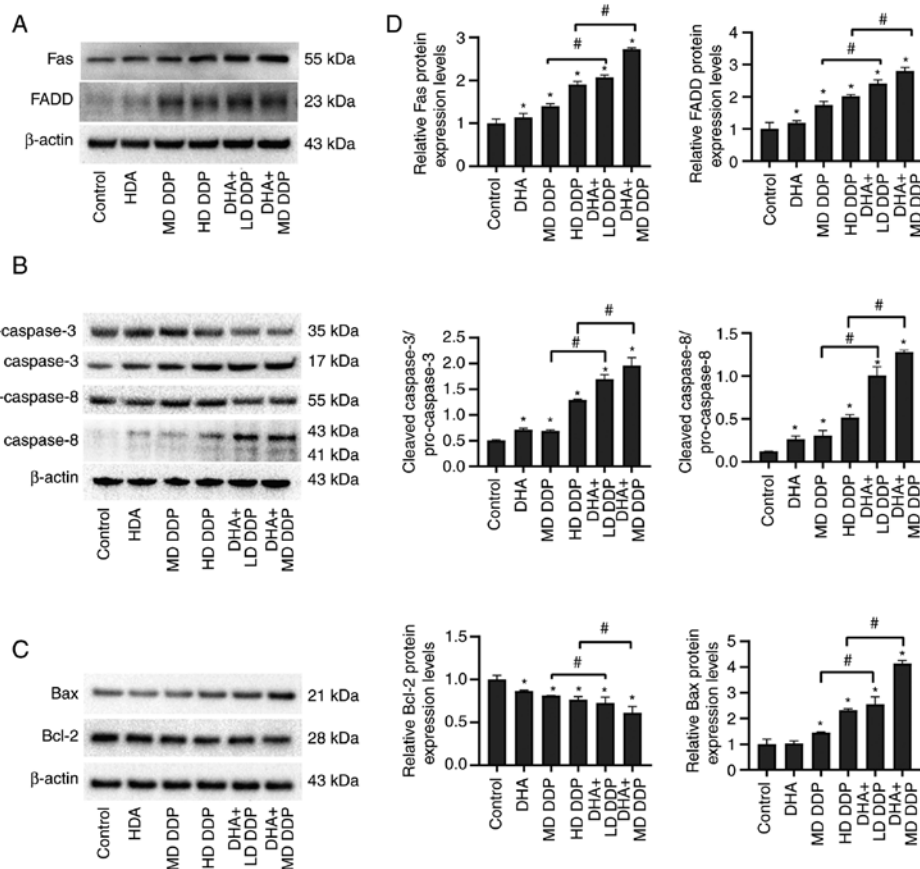 A
Fas
55 kDa
FADD
23 kDa
β-actin
43 kDa
Control
HDA
MD DDP
HD DDP
DHA+
LD DDP
DHA+
MD DDP
B
-caspase-3
35 kDa
caspase-3
17 kDa
-caspase-8
55 kDa
caspase-8
43 kDa
41 kDa
β-actin
43 kDa
Control
HDA
MD DDP
HD DDP
DHA+
LD DDP
DHA+
MD DDP
C
Bax
21 kDa
Bcl-2
28 kDa
β-actin
43 kDa
Control
HDA
MD DDP
HD DDP
DHA+
LD DDP
DHA+
MD DDP
D
Relative Fas protein
expression levels
3
2
1
0
* * * * *
# #
Control
DHA
MD DDP
HD DDP
DHA+
LD DDP
DHA+
MD DDP
Relative FADD protein
expression levels
4
3
2
1
0
* * * * *
# #
Control
DHA
MD DDP
HD DDP
DHA+
LD DDP
DHA+
MD DDP
Cleaved caspase-3/
pro-caspase-3
2.5
2.0
1.5
1.0
0.5
0.0
* * * * *
# #
Control
DHA
MD DDP
HD DDP
DHA+
LD DDP
DHA+
MD DDP
Cleaved caspase-8/
pro-caspase-8
1.5
1.0
0.5
0.0
* * * * *
# #
Control
DHA
MD DDP
HD DDP
DHA+
LD DDP
DHA+
MD DDP
Relative Bcl-2 protein
expression levels
1.5
1.0
0.5
0.0
* * * * *
# #
Control
DHA
MD DDP
HD DDP
DHA+
LD DDP
DHA+
MD DDP
Relative Bax protein
expression levels
5
4
3
2
1
0
* * * *
# #
Control
DHA
MD DDP
HD DDP
DHA+
LD DDP
DHA+
MD DDP